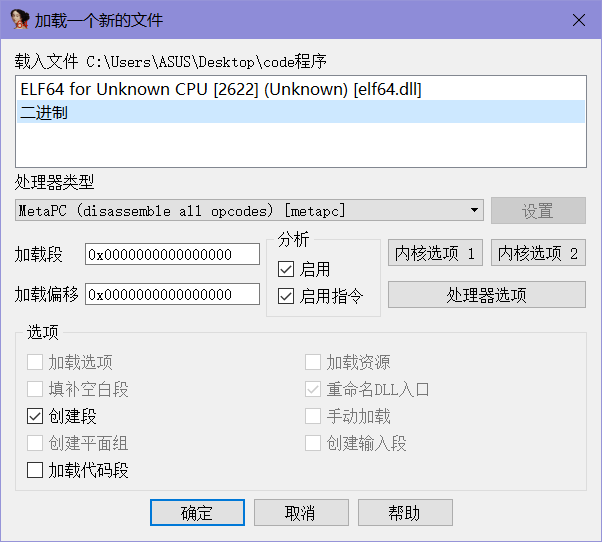 加载一个新的文件
载入文件 C:\Users\ASUS\Desktop\code程序
ELF64 for Unknown CPU [2622] (Unknown) [elf64.dll]
二进制
处理器类型
MetaPC (disassemble all opcodes) [metapc]
设置
加载段 0x0000000000000000
加载偏移 0x0000000000000000
分析
启用
启用指令
内核选项 1
内核选项 2
处理器选项
选项
加载选项
加载资源
填补空白段
重命名DLL入口
创建段
手动加载
创建平面组
创建输入段
加载代码段
确定
取消
帮助